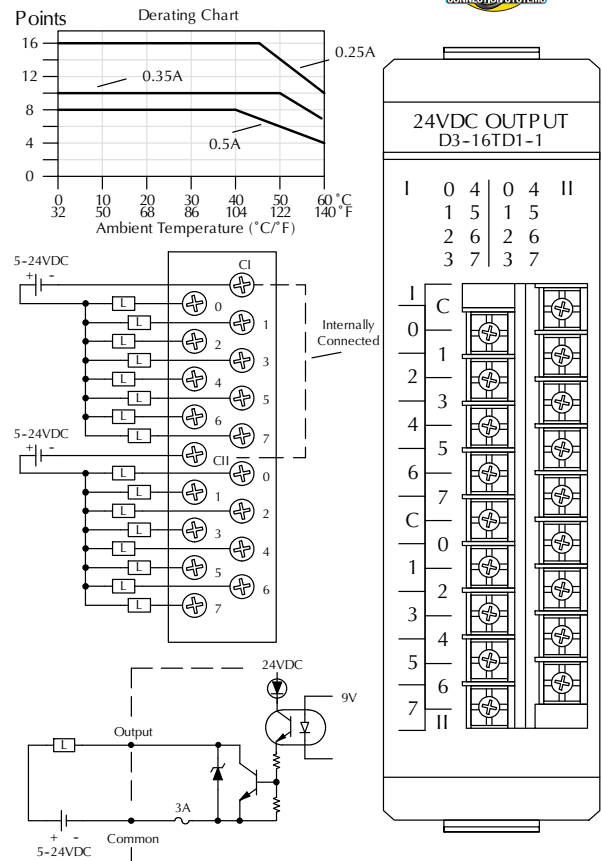 CONNECTION SYSTEMS
Points
Derating Chart
16
12
8
4
0
0.25A
0.35A
0.5A
0 10 20 30 40 50 60 °C
32 50 68 86 104 122 140 °F
Ambient Temperature (°C/°F)
24VDC OUTPUT
D3-16TD1-1
I 0 4 0 4 II
1 5 1 5
2 6 2 6
3 7 3 7
5-24VDC
+ -
CI
L 0
L 1
L 2
L 3
L 4
L 5
L 6
L 7
Internally
Connected
5-24VDC
+ -
CII
L 0
L 1
L 2
L 3
L 4
L 5
L 6
L 7
I
C
0
1
2
3
4
5
6
7
C
0
1
2
3
4
5
6
7
II
24VDC
9V
Output
L
3A
+ -
5-24VDC
Common